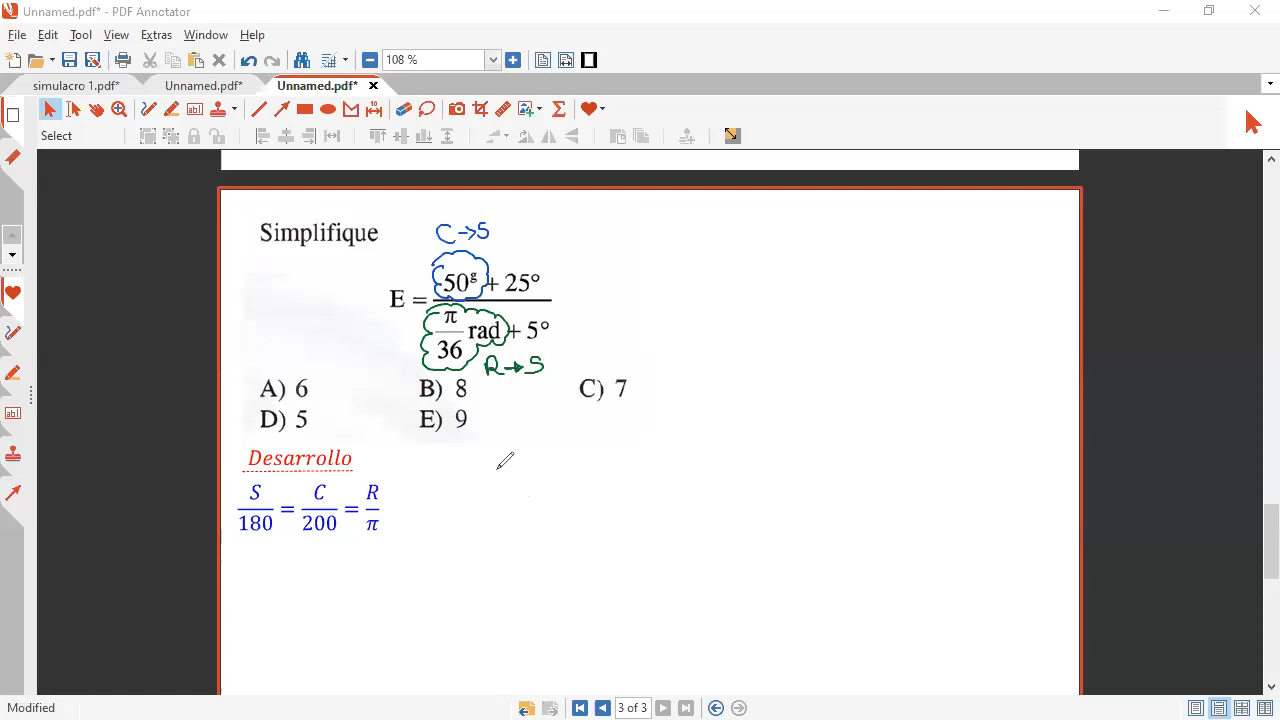 Unnamed.pdf* - PDF Annotator
File Edit Tool View Extras Window Help
108 %
simulacro 1.pdf* Unnamed.pdf* Unnamed.pdf*
Select
Simplifique
C → S
E = (50ᵍ + 25°) / (π/36 rad + 5°)
R → S
A) 6 B) 8 C) 7
D) 5 E) 9
Desarrollo
S/180 = C/200 = R/π
Modified 3 of 3